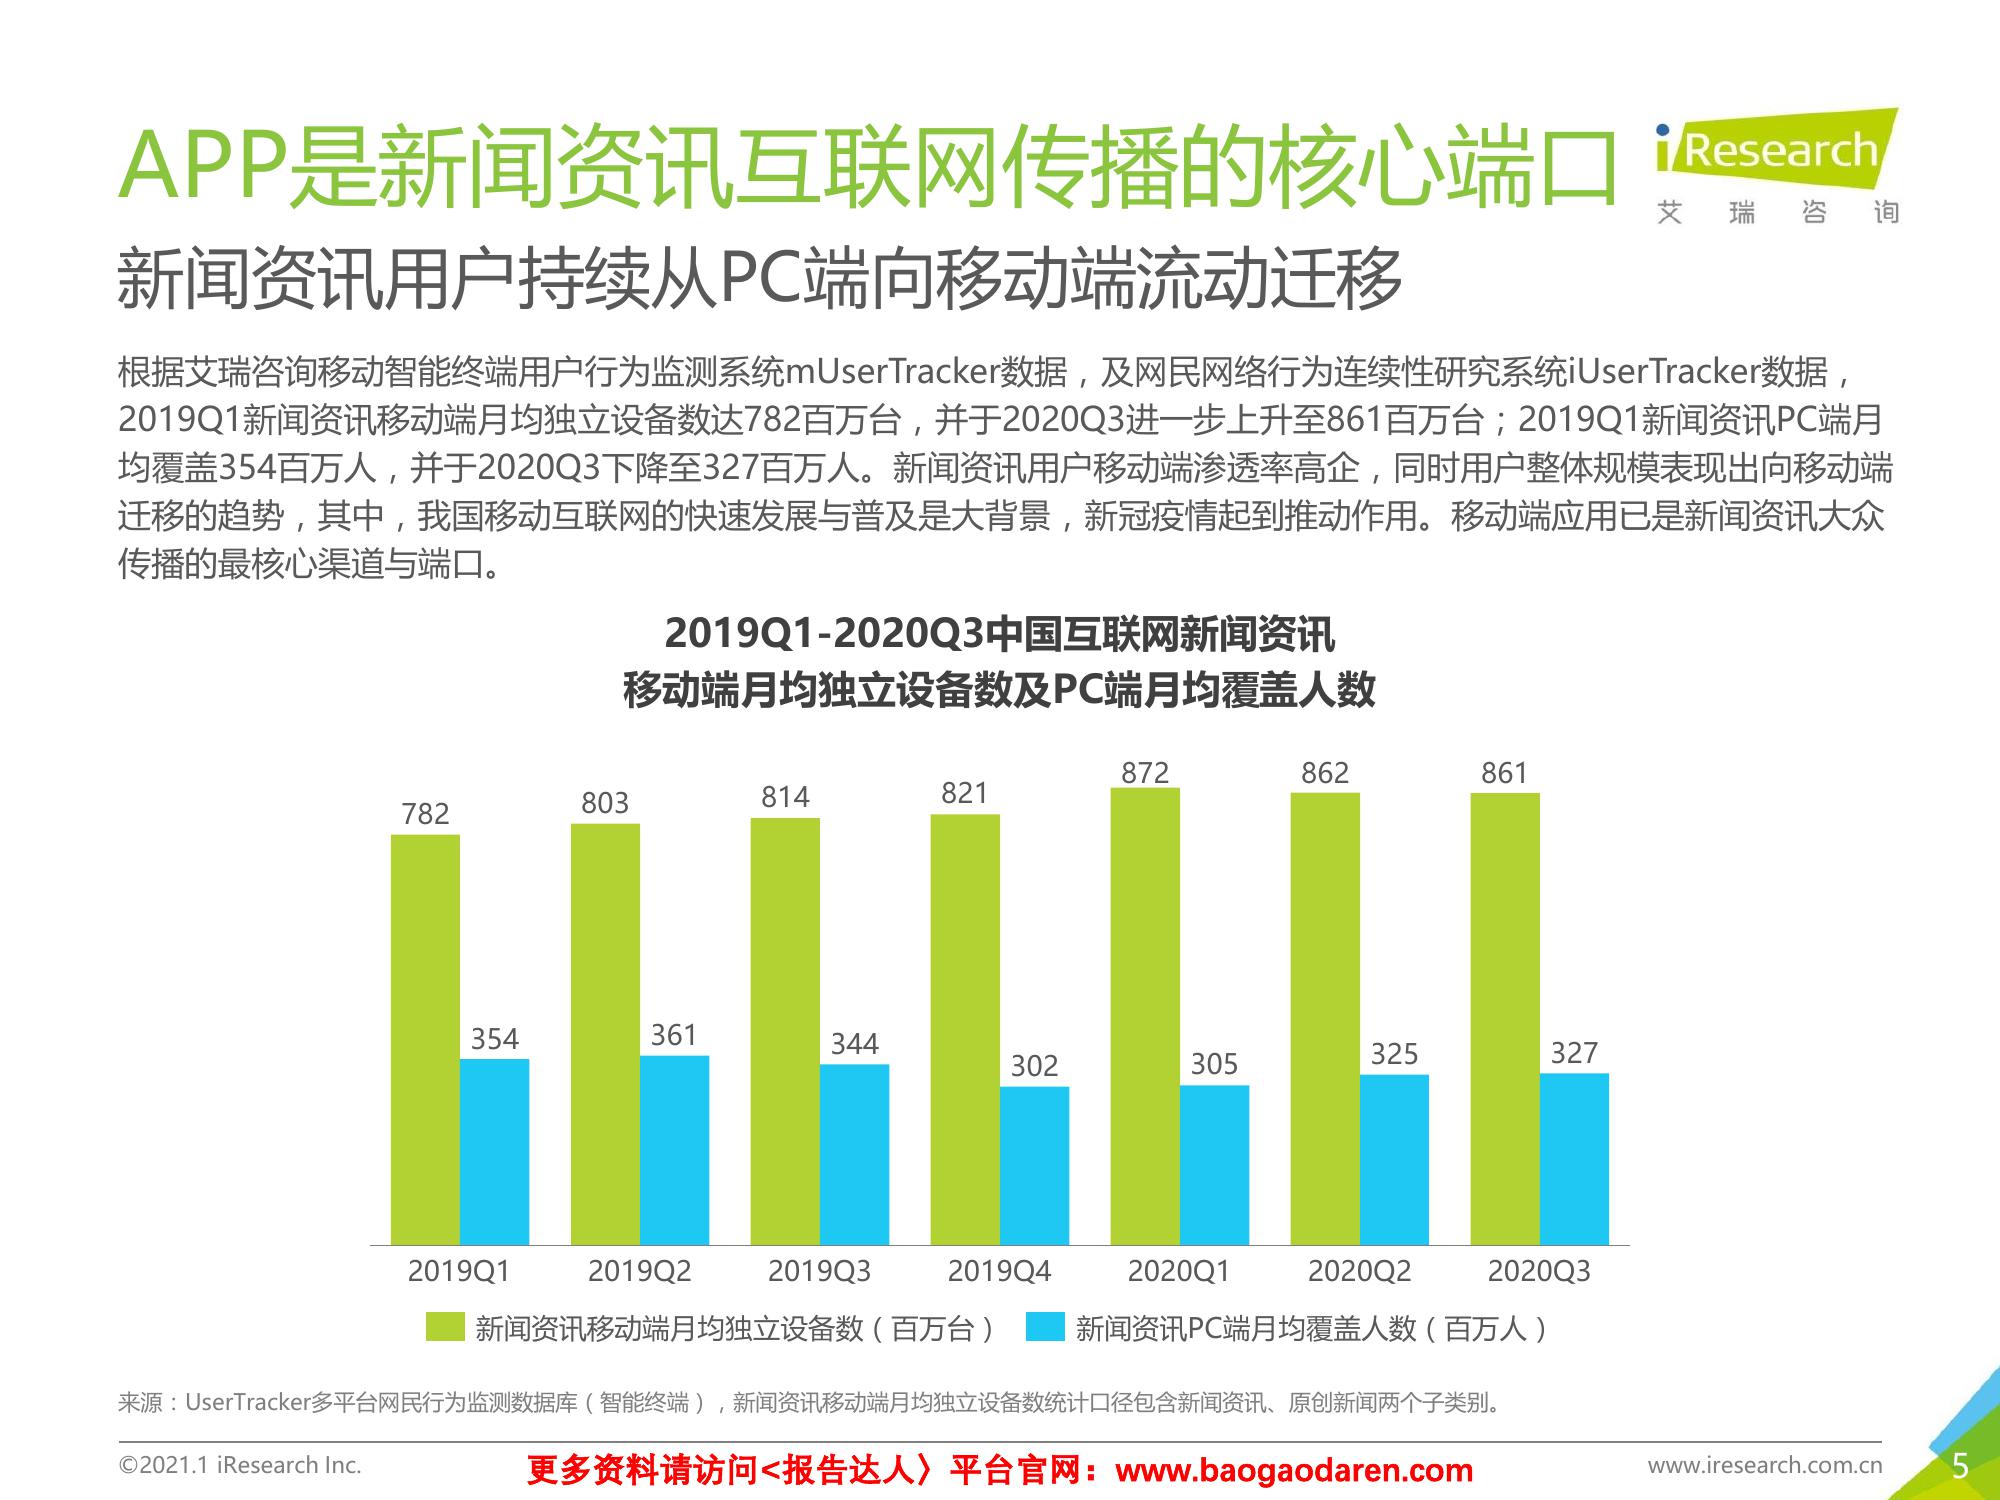 APP是新闻资讯互联网传播的核心端口
iResearch
艾瑞咨询
新闻资讯用户持续从PC端向移动端流动迁移
根据艾瑞咨询移动智能终端用户行为监测系统mUserTracker数据，及网民网络行为连续性研究系统iUserTracker数据，
2019Q1新闻资讯移动端月均独立设备数达782百万台，并于2020Q3进一步上升至861百万台；2019Q1新闻资讯PC端月
均覆盖354百万人，并于2020Q3下降至327百万人。新闻资讯用户移动端渗透率高企，同时用户整体规模表现出向移动端
迁移的趋势，其中，我国移动互联网的快速发展与普及是大背景，新冠疫情起到推动作用。移动端应用已是新闻资讯大众
传播的最核心渠道与端口。
2019Q1-2020Q3中国互联网新闻资讯
移动端月均独立设备数及PC端月均覆盖人数
782 803 814 821 872 862 861
354 361 344 302 305 325 327
2019Q1 2019Q2 2019Q3 2019Q4 2020Q1 2020Q2 2020Q3
新闻资讯移动端月均独立设备数（百万台） 新闻资讯PC端月均覆盖人数（百万人）
来源：UserTracker多平台网民行为监测数据库（智能终端），新闻资讯移动端月均独立设备数统计口径包含新闻资讯、原创新闻两个子类别。
©2021.1 iResearch Inc. 更多资料请访问<报告达人〉平台官网：www.baogaodaren.com www.iresearch.com.cn 5